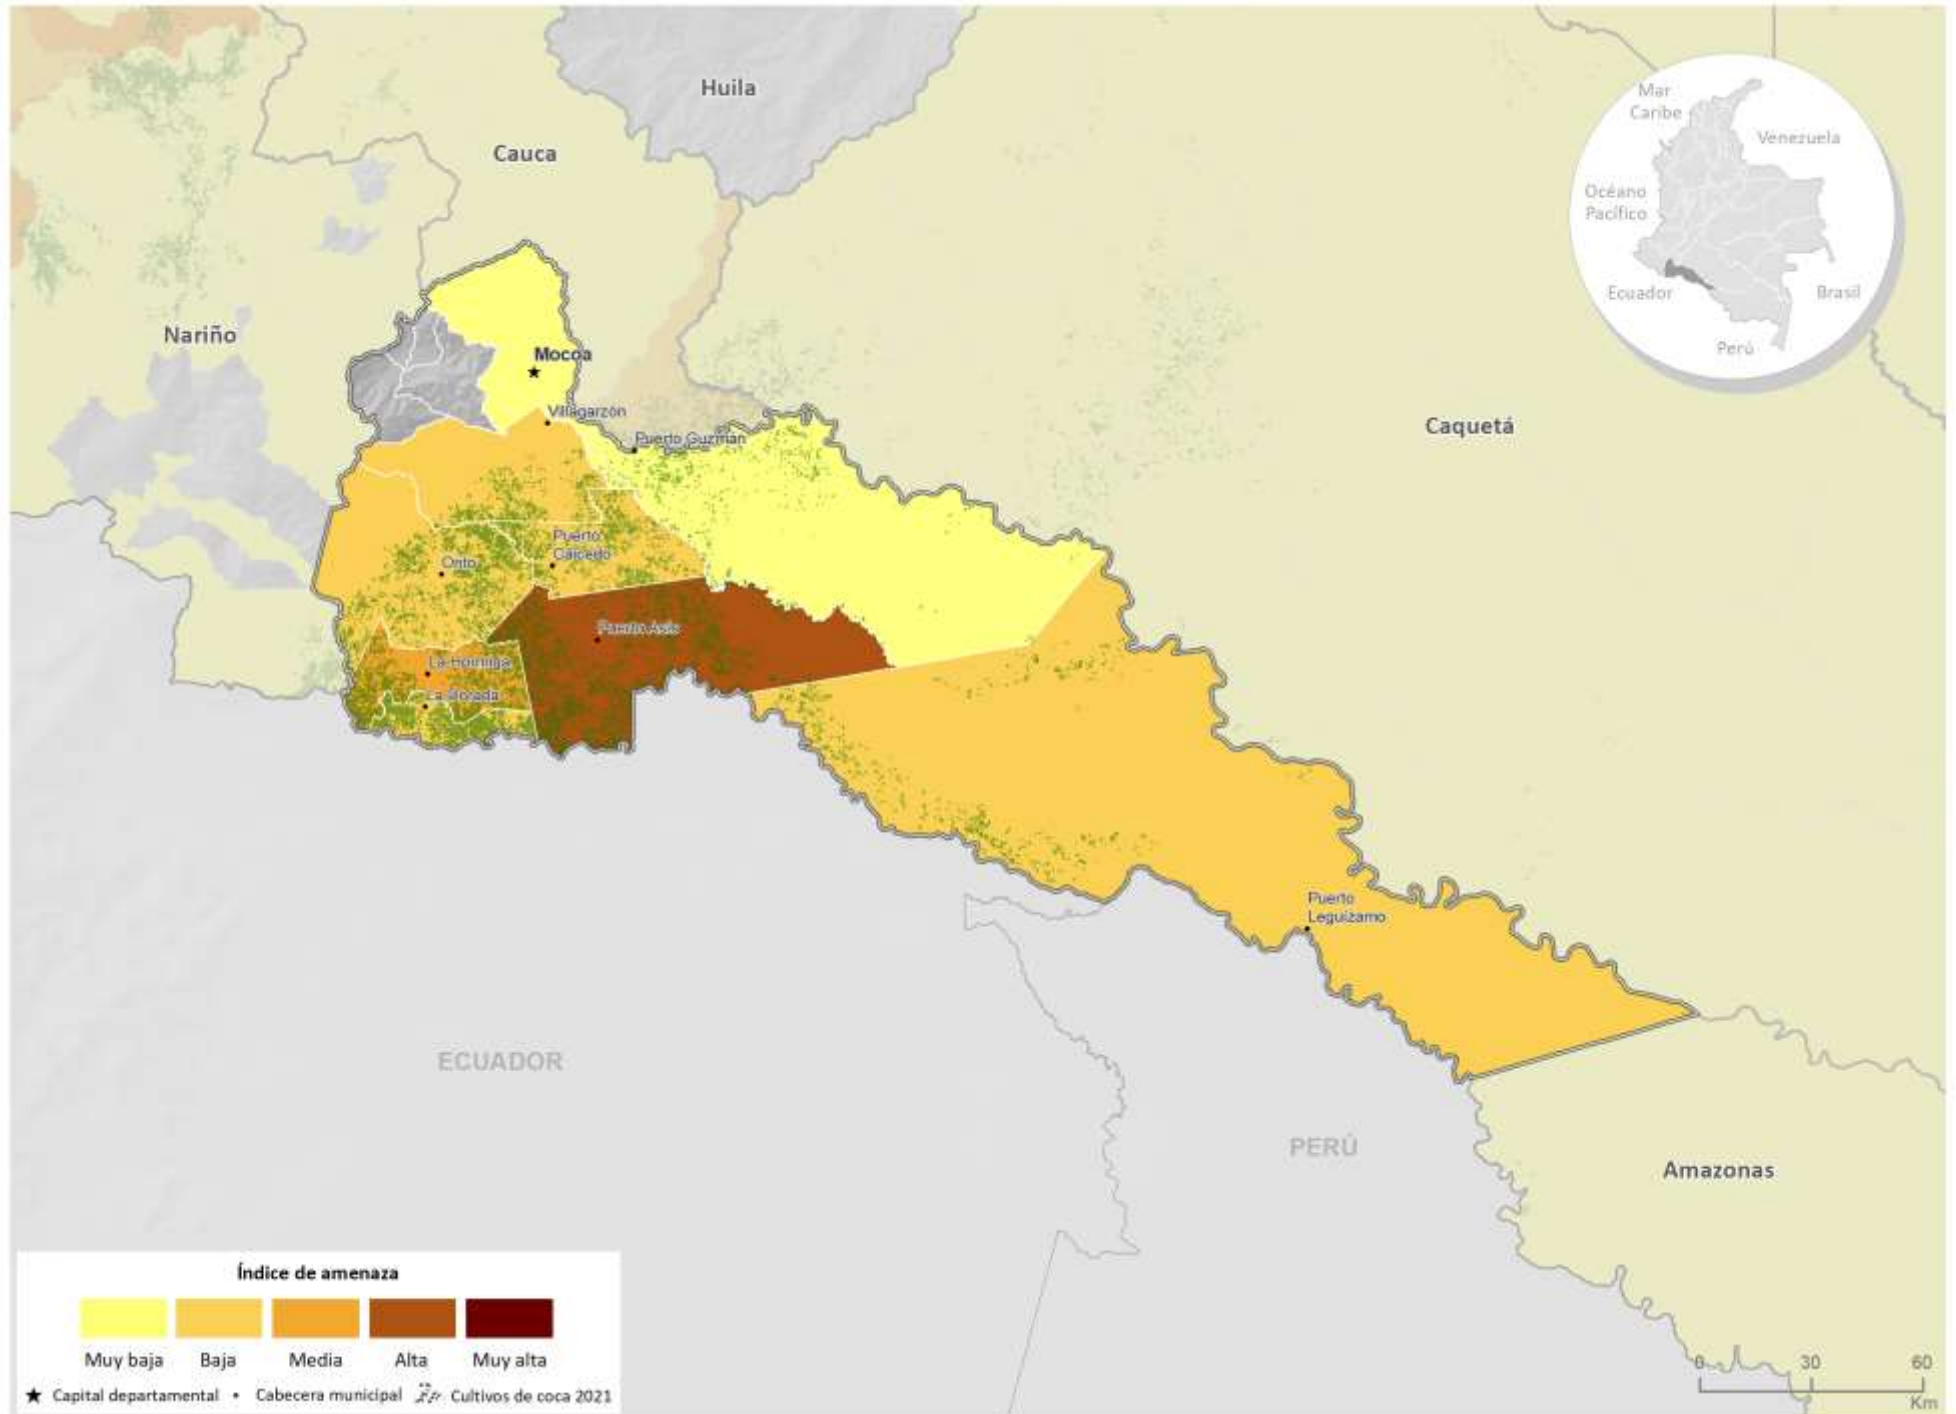 Huila
Mar
Caribe
Venezuela
Cauca
Océano
Pacífico
Ecuador
Brasil
Perú
Nariño
Mocoa
Villagarzón
Puerto Guzmán
Caquetá
Puerto
Caicedo
Orito
Puerto Asís
La Hormiga
La Dorada
Puerto
Leguízamo
ECUADOR
PERÚ
Amazonas
Índice de amenaza
Muy baja
Baja
Media
Alta
Muy alta
Capital departamental
Cabecera municipal
Cultivos de coca 2021
0
30
60
Km